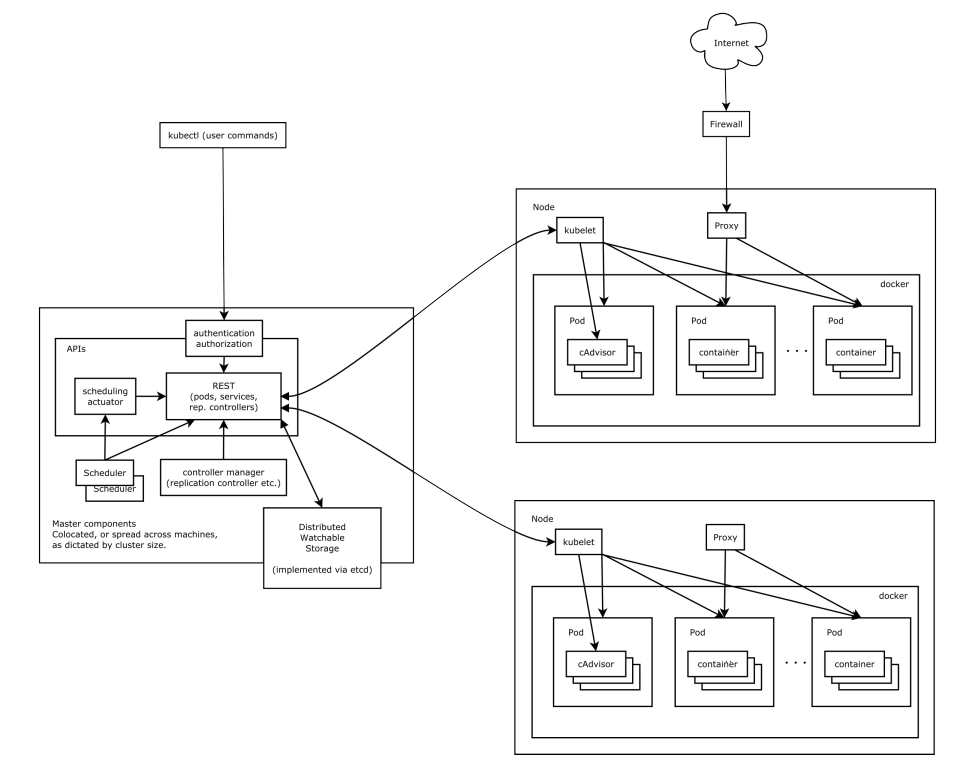 Internet
Firewall
kubectl (user commands)
Node
kubelet
Proxy
docker
Pod
cAdvisor
Pod
container
. . .
Pod
container
authentication
authorization
APIs
REST
(pods, services,
rep. controllers)
scheduling
actuator
Scheduler
Scheduler
controller manager
(replication controller etc.)
Master components
Colocated, or spread across machines,
as dictated by cluster size.
Distributed
Watchable
Storage
(implemented via etcd)
Node
kubelet
Proxy
docker
Pod
cAdvisor
Pod
container
. . .
Pod
container